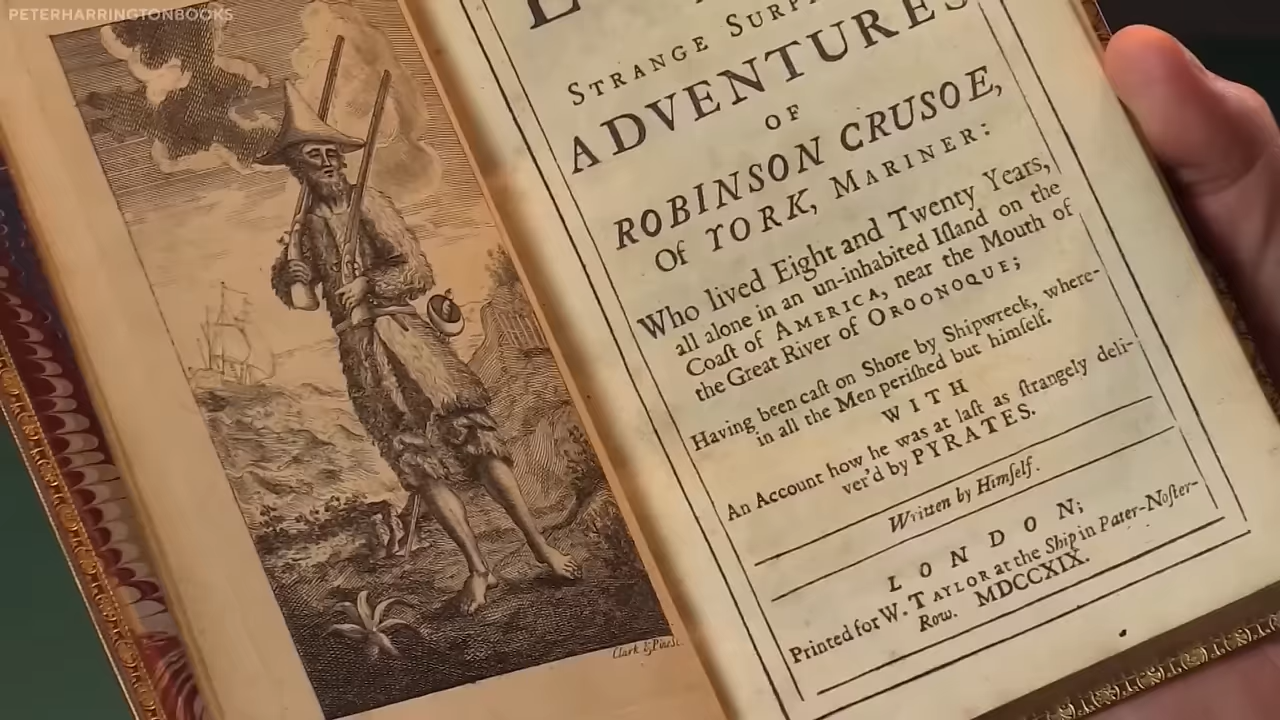 PETERHARRINGTONBOOKS
STRANGE SURP
ADVENTURES
OF
ROBINSON CRUSOE,
Of YORK, MARINER:
Who lived Eight and Twenty Years,
all alone in an un-inhabited Iſland on the
Coaſt of AMERICA, near the Mouth of
the Great River of OROONOQUE;
Having been caſt on Shore by Shipwreck, where-
in all the Men periſhed but himſelf.
WITH
An Account how he was at laſt as ſtrangely deli-
ver'd by PYRATES.
Written by Himſelf.
LONDON;
Printed for W. TAYLOR at the Ship in Pater-Noſter-
Row. MDCCXIX.
Clark & Pine Sc.